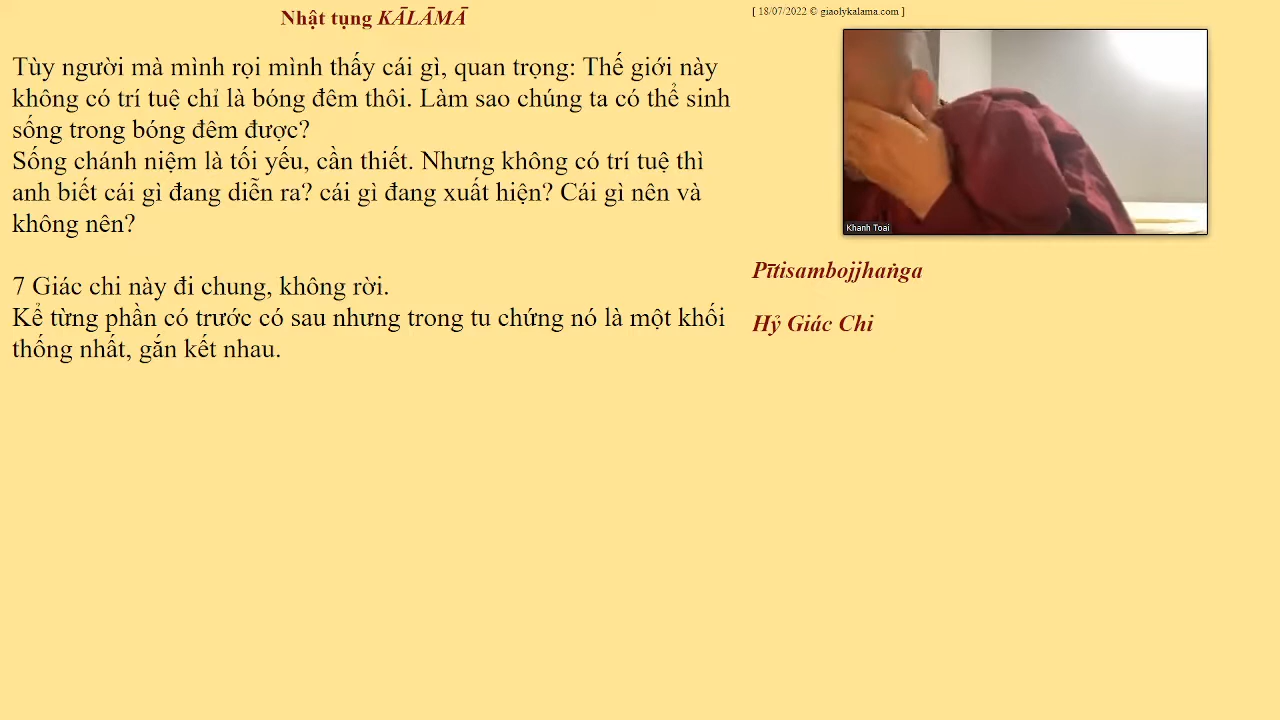 Nhật tụng KĀLĀMĀ
[ 18/07/2022 © giaolykalama.com ]
Tùy người mà mình rọi mình thấy cái gì, quan trọng: Thế giới này
không có trí tuệ chỉ là bóng đêm thôi. Làm sao chúng ta có thể sinh
sống trong bóng đêm được?
Sống chánh niệm là tối yếu, cần thiết. Nhưng không có trí tuệ thì
anh biết cái gì đang diễn ra? cái gì đang xuất hiện? Cái gì nên và
không nên?
7 Giác chi này đi chung, không rời.
Kể từng phần có trước có sau nhưng trong tu chứng nó là một khối
thống nhất, gắn kết nhau.
Khanh Toai
Pītisambojjhaṅga
Hỷ Giác Chi